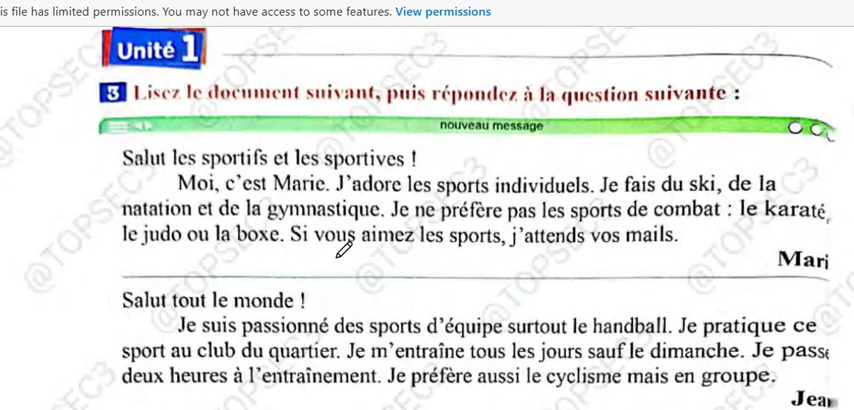 is file has limited permissions. You may not have access to some features. View permissions
Unité 1
3 Lisez le document suivant, puis répondez à la question suivante :
nouveau message
Salut les sportifs et les sportives !
Moi, c'est Marie. J'adore les sports individuels. Je fais du ski, de la
natation et de la gymnastique. Je ne préfère pas les sports de combat : le karaté,
le judo ou la boxe. Si vous aimez les sports, j'attends vos mails.
Mari
Salut tout le monde !
Je suis passionné des sports d'équipe surtout le handball. Je pratique ce
sport au club du quartier. Je m'entraîne tous les jours sauf le dimanche. Je passe
deux heures à l'entraînement. Je préfère aussi le cyclisme mais en groupe.
Jean
@TOPSEC3